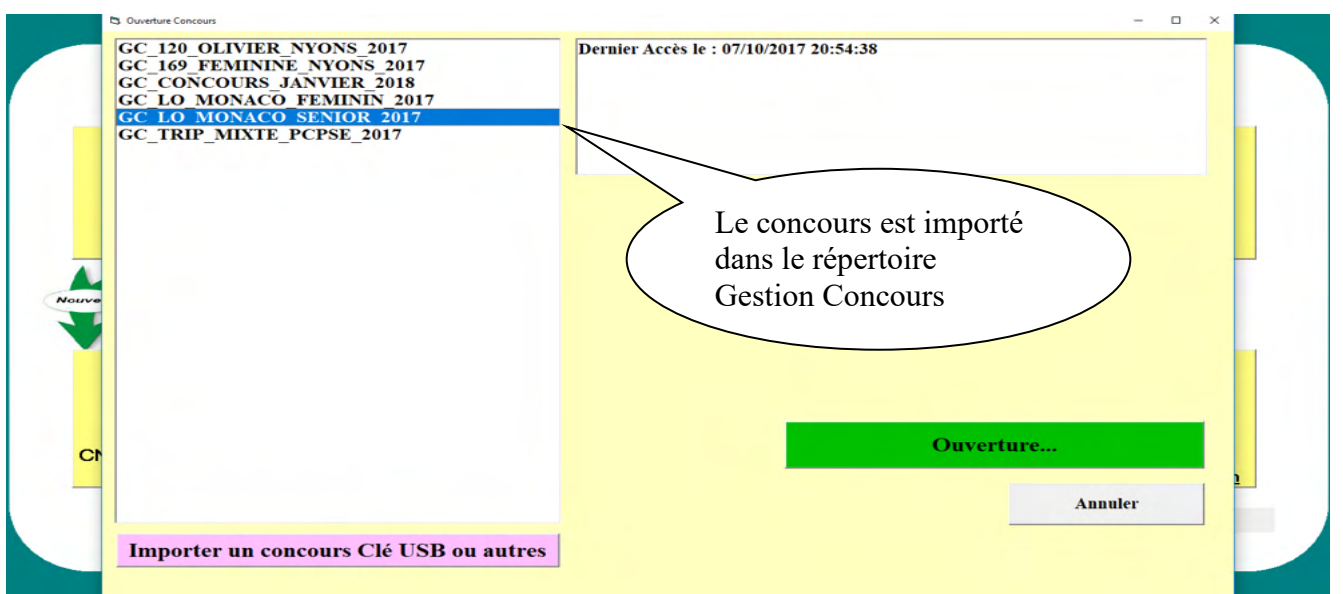 Ouverture Concours
GC_120_OLIVIER_NYONS_2017
GC_169_FEMININE_NYONS_2017
GC_CONCOURS_JANVIER_2018
GC_LO_MONACO_FEMININ_2017
GC_LO_MONACO_SENIOR_2017
GC_TRIP_MIXTE_PCPSE_2017
Dernier Accès le : 07/10/2017 20:54:38
Le concours est importé
dans le répertoire
Gestion Concours
Ouverture...
Annuler
Importer un concours Clé USB ou autres